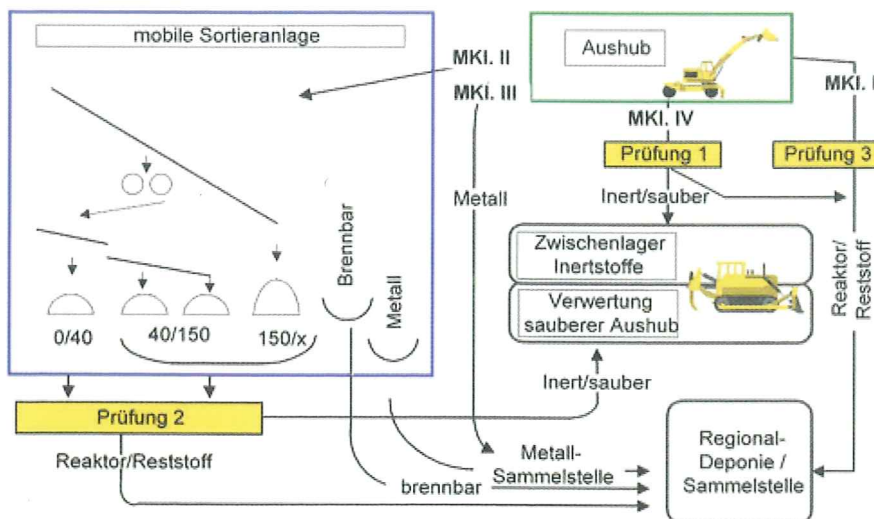 mobile Sortieranlage
MKl. II
MKl. III
Aushub
MKl. I
MKl. IV
Prüfung 1
Prüfung 3
Inert/sauber
Metall
Zwischenlager
Inertstoffe
Verwertung
sauberer Aushub
Reaktor/
Reststoff
Brennbar
Metall
0/40
40/150
150/x
Inert/sauber
Prüfung 2
Reaktor/Reststoff
Metall-
Sammelstelle
brennbar
Regional-
Deponie /
Sammelstelle